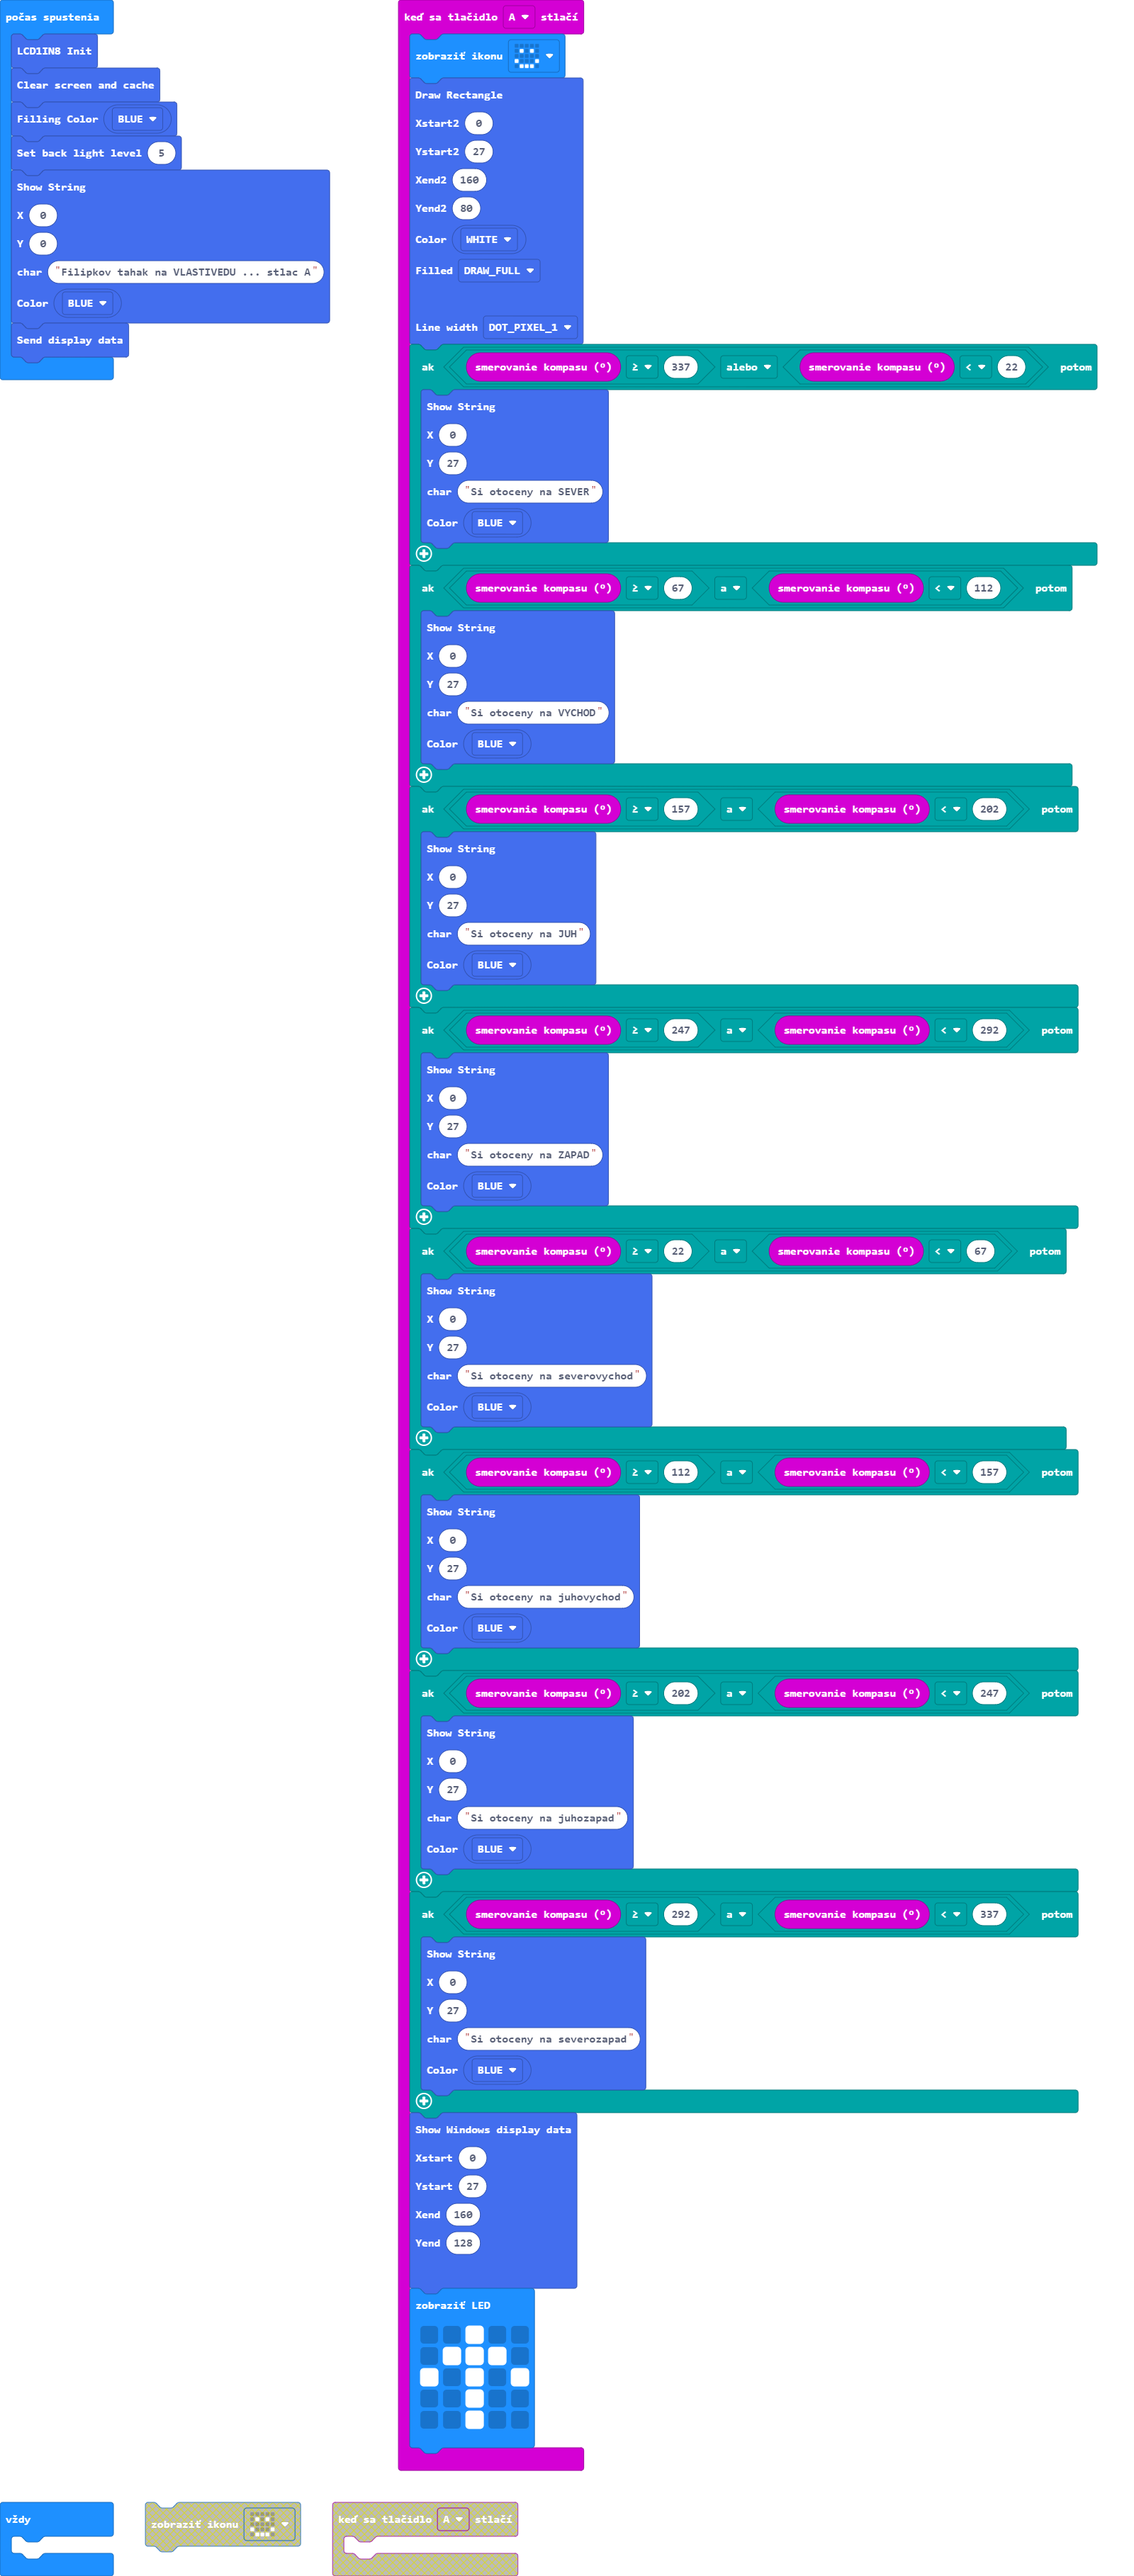 počas spustenia
LCD1IN8 Init
Clear screen and cache
Filling Color BLUE
Set back light level 5
Show String
X 0
Y 0
char "Filipkov tahak na VLASTIVEDU ... stlac A"
Color BLUE
Send display data
keď sa tlačidlo A stlačí
zobraziť ikonu
Draw Rectangle
Xstart2 0
Ystart2 27
Xend2 160
Yend2 80
Color WHITE
Filled DRAW_FULL
Line width DOT_PIXEL_1
ak smerovanie kompasu (º) ≥ 337 alebo smerovanie kompasu (º) < 22 potom
Show String
X 0
Y 27
char "Si otoceny na SEVER"
Color BLUE
ak smerovanie kompasu (º) ≥ 67 a smerovanie kompasu (º) < 112 potom
Show String
X 0
Y 27
char "Si otoceny na VYCHOD"
Color BLUE
ak smerovanie kompasu (º) ≥ 157 a smerovanie kompasu (º) < 202 potom
Show String
X 0
Y 27
char "Si otoceny na JUH"
Color BLUE
ak smerovanie kompasu (º) ≥ 247 a smerovanie kompasu (º) < 292 potom
Show String
X 0
Y 27
char "Si otoceny na ZAPAD"
Color BLUE
ak smerovanie kompasu (º) ≥ 22 a smerovanie kompasu (º) < 67 potom
Show String
X 0
Y 27
char "Si otoceny na severovychod"
Color BLUE
ak smerovanie kompasu (º) ≥ 112 a smerovanie kompasu (º) < 157 potom
Show String
X 0
Y 27
char "Si otoceny na juhovychod"
Color BLUE
ak smerovanie kompasu (º) ≥ 202 a smerovanie kompasu (º) < 247 potom
Show String
X 0
Y 27
char "Si otoceny na juhozapad"
Color BLUE
ak smerovanie kompasu (º) ≥ 292 a smerovanie kompasu (º) < 337 potom
Show String
X 0
Y 27
char "Si otoceny na severozapad"
Color BLUE
Show Windows display data
Xstart 0
Ystart 27
Xend 160
Yend 128
zobraziť LED
vždy
zobraziť ikonu
keď sa tlačidlo A stlačí